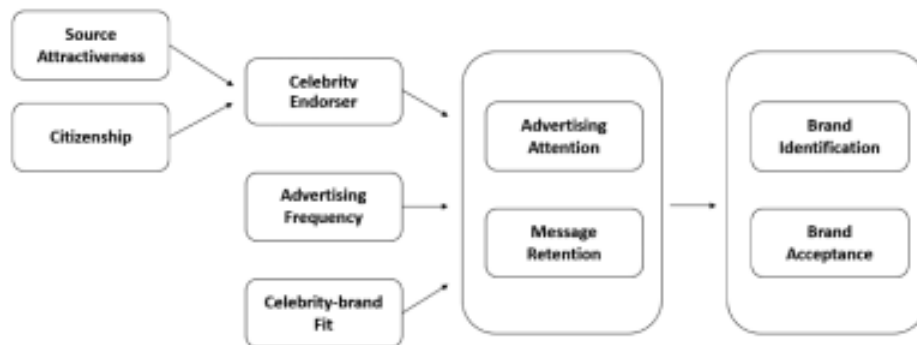 Source
Attractiveness
Citizenship
Celebrity
Endorser
Advertising
Frequency
Celebrity-brand
Fit
Advertising
Attention
Message
Retention
Brand
Identification
Brand
Acceptance